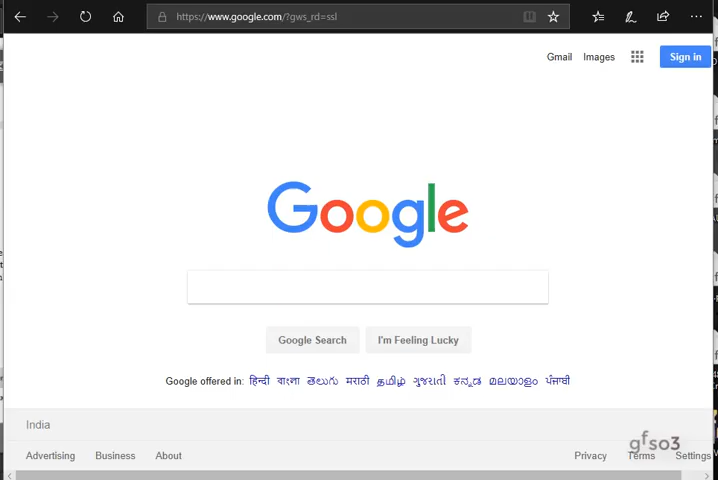 https://www.google.com/?gws_rd=ssl
Gmail Images Sign in
Google
Google Search I'm Feeling Lucky
Google offered in: हिन्दी বাংলা తెలుగు मराठी தமிழ் ગુજરાતી ಕನ್ನಡ മലയാളം ਪੰਜਾਬੀ
India
gfso3
Advertising Business About Privacy Terms Settings